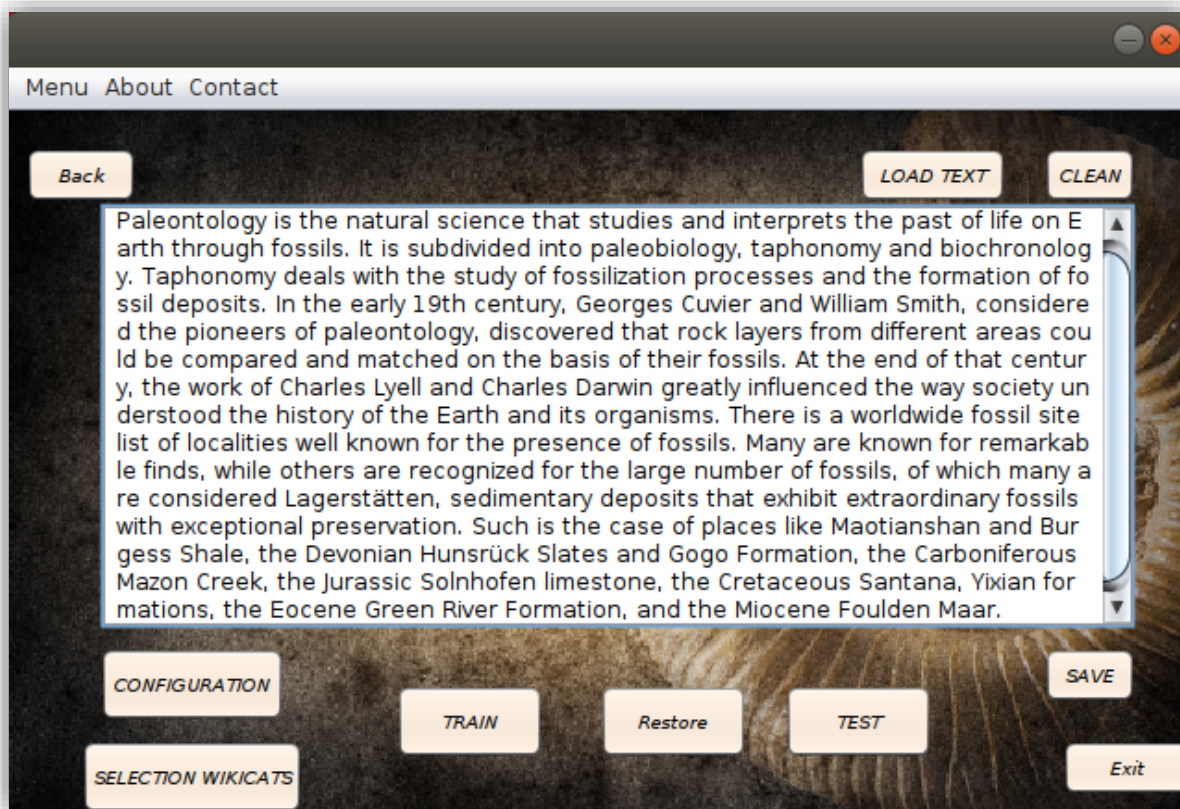 Menu About Contact
Back
LOAD TEXT
CLEAN
Paleontology is the natural science that studies and interprets the past of life on E
arth through fossils. It is subdivided into paleobiology, taphonomy and biochronolog
y. Taphonomy deals with the study of fossilization processes and the formation of fo
ssil deposits. In the early 19th century, Georges Cuvier and William Smith, considere
d the pioneers of paleontology, discovered that rock layers from different areas cou
ld be compared and matched on the basis of their fossils. At the end of that centur
y, the work of Charles Lyell and Charles Darwin greatly influenced the way society un
derstood the history of the Earth and its organisms. There is a worldwide fossil site
list of localities well known for the presence of fossils. Many are known for remarkab
le finds, while others are recognized for the large number of fossils, of which many a
re considered Lagerstätten, sedimentary deposits that exhibit extraordinary fossils
with exceptional preservation. Such is the case of places like Maotianshan and Bur
gess Shale, the Devonian Hunsrück Slates and Gogo Formation, the Carboniferous
Mazon Creek, the Jurassic Solnhofen limestone, the Cretaceous Santana, Yixian for
mations, the Eocene Green River Formation, and the Miocene Foulden Maar.
CONFIGURATION
SAVE
TRAIN
Restore
TEST
SELECTION WIKICATS
Exit